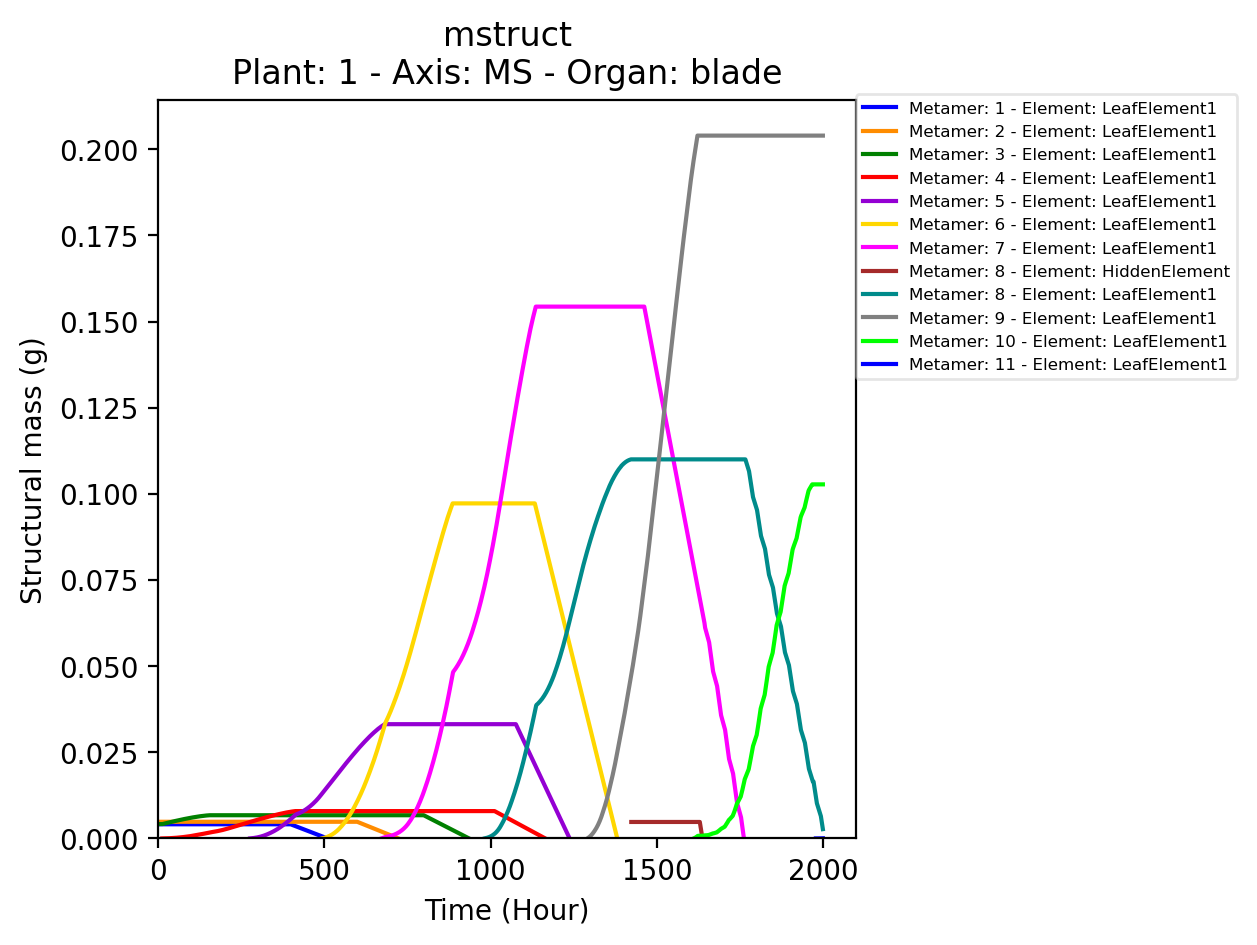 mstruct
Plant: 1 - Axis: MS - Organ: blade
Structural mass (g)
0.200
0.175
0.150
0.125
0.100
0.075
0.050
0.025
0.000
0 500 1000 1500 2000
Time (Hour)
Metamer: 1 - Element: LeafElement1
Metamer: 2 - Element: LeafElement1
Metamer: 3 - Element: LeafElement1
Metamer: 4 - Element: LeafElement1
Metamer: 5 - Element: LeafElement1
Metamer: 6 - Element: LeafElement1
Metamer: 7 - Element: LeafElement1
Metamer: 8 - Element: HiddenElement
Metamer: 8 - Element: LeafElement1
Metamer: 9 - Element: LeafElement1
Metamer: 10 - Element: LeafElement1
Metamer: 11 - Element: LeafElement1